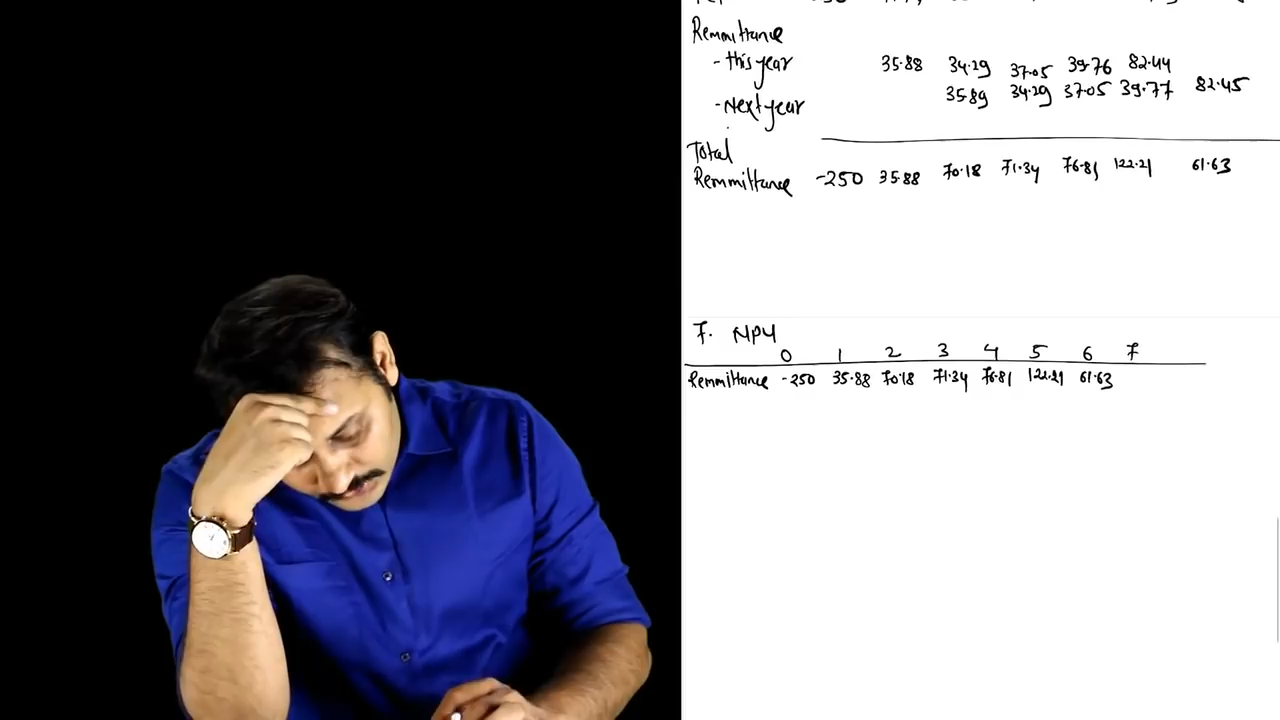 Remmittance
- this year 35.88 34.29 37.05 39.76 82.44
- Next year 35.89 34.29 37.05 39.77 82.45
Total
Remmittance -250 35.88 70.18 71.34 76.81 122.21 61.63
7. NPV
0 1 2 3 4 5 6 7
Remmittance -250 35.88 70.18 71.34 76.81 122.21 61.63